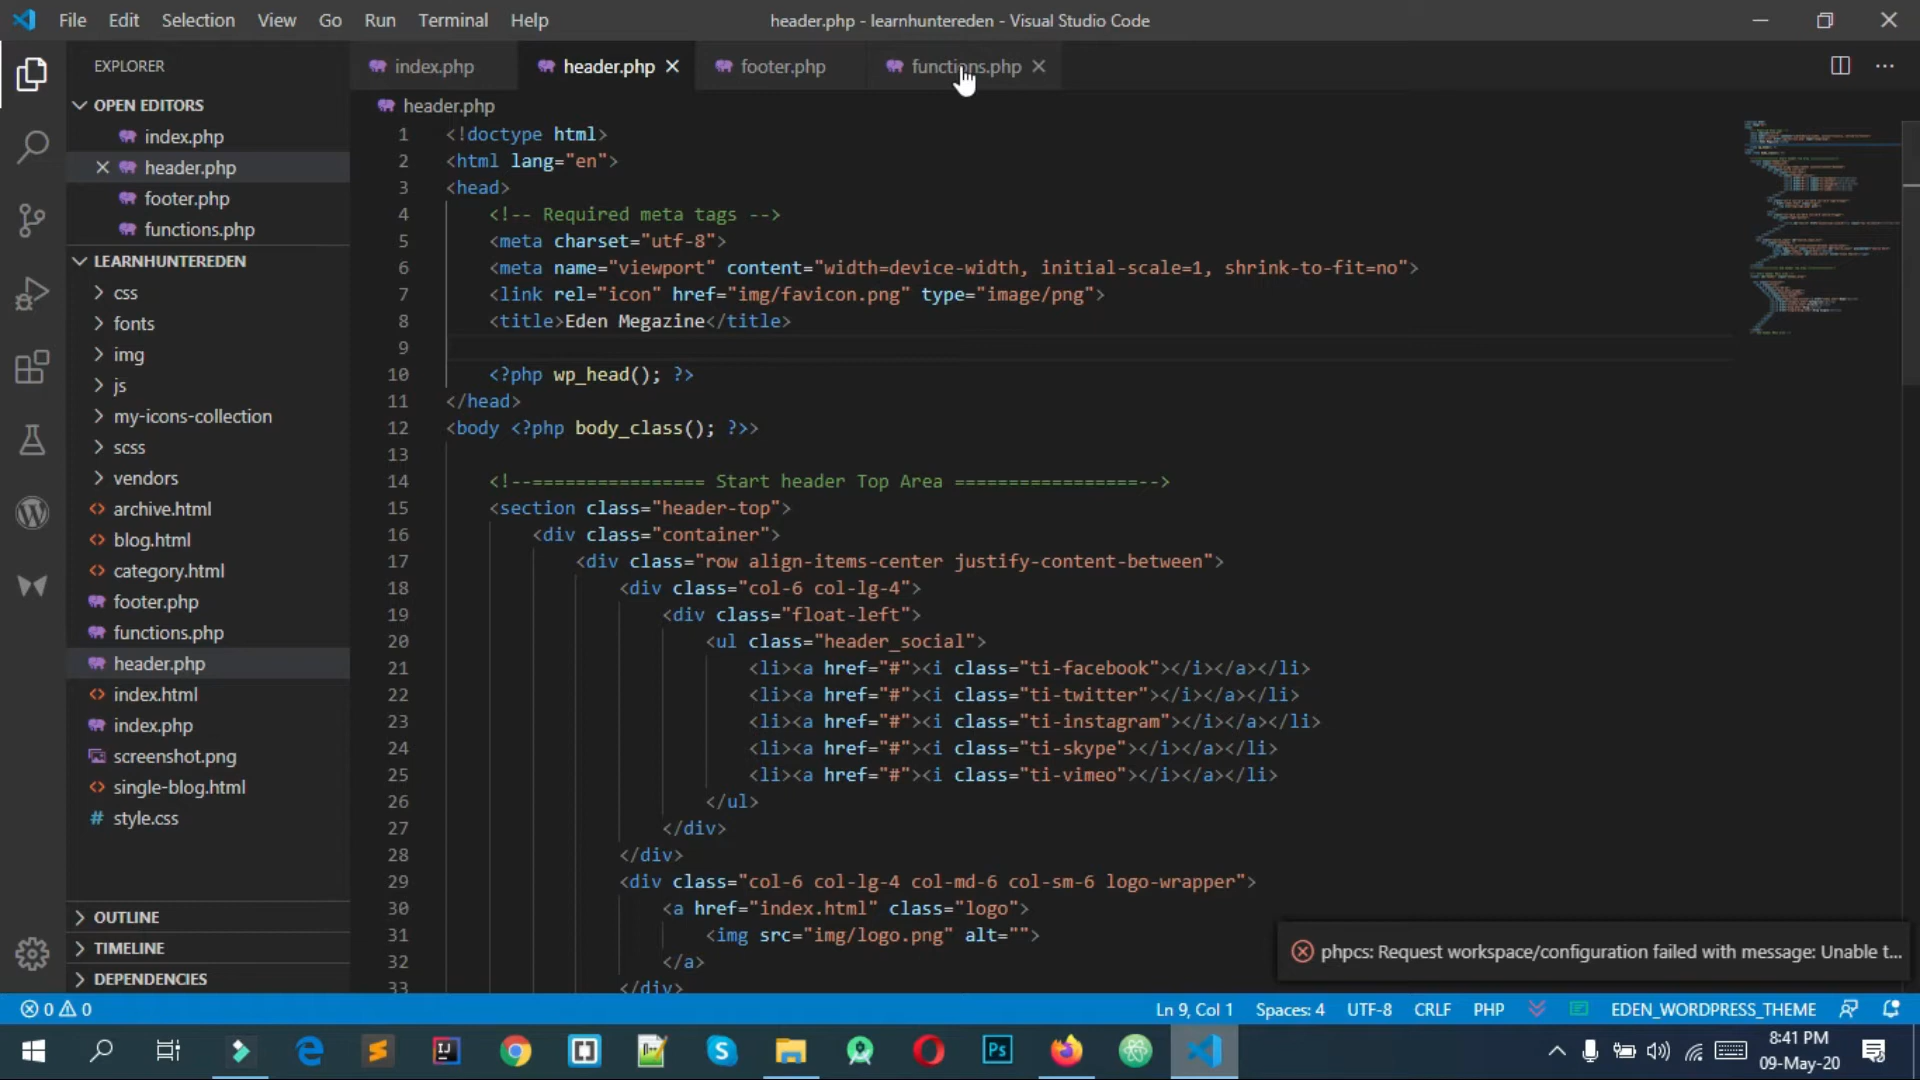 File Edit Selection View Go Run Terminal Help
header.php - learnhuntereden - Visual Studio Code
EXPLORER
OPEN EDITORS
index.php
header.php
footer.php
functions.php
LEARNHUNTEREDEN
css
fonts
img
js
my-icons-collection
scss
vendors
archive.html
blog.html
category.html
footer.php
functions.php
header.php
index.html
index.php
screenshot.png
single-blog.html
style.css
OUTLINE
TIMELINE
DEPENDENCIES
index.php header.php footer.php functions.php
header.php
1 <!doctype html>
2 <html lang="en">
3 <head>
4 <!-- Required meta tags -->
5 <meta charset="utf-8">
6 <meta name="viewport" content="width=device-width, initial-scale=1, shrink-to-fit=no">
7 <link rel="icon" href="img/favicon.png" type="image/png">
8 <title>Eden Megazine</title>
9
10 <?php wp_head(); ?>
11 </head>
12 <body <?php body_class(); ?>>
13
14 <!--================ Start header Top Area =================-->
15 <section class="header-top">
16 <div class="container">
17 <div class="row align-items-center justify-content-between">
18 <div class="col-6 col-lg-4">
19 <div class="float-left">
20 <ul class="header_social">
21 <li><a href="#"><i class="ti-facebook"></i></a></li>
22 <li><a href="#"><i class="ti-twitter"></i></a></li>
23 <li><a href="#"><i class="ti-instagram"></i></a></li>
24 <li><a href="#"><i class="ti-skype"></i></a></li>
25 <li><a href="#"><i class="ti-vimeo"></i></a></li>
26 </ul>
27 </div>
28 </div>
29 <div class="col-6 col-lg-4 col-md-6 col-sm-6 logo-wrapper">
30 <a href="index.html" class="logo">
31 <img src="img/logo.png" alt="">
32 </a>
33 </div>
phpcs: Request workspace/configuration failed with message: Unable t...
0 0
Ln 9, Col 1 Spaces: 4 UTF-8 CRLF PHP EDEN_WORDPRESS_THEME
8:41 PM
09-May-20